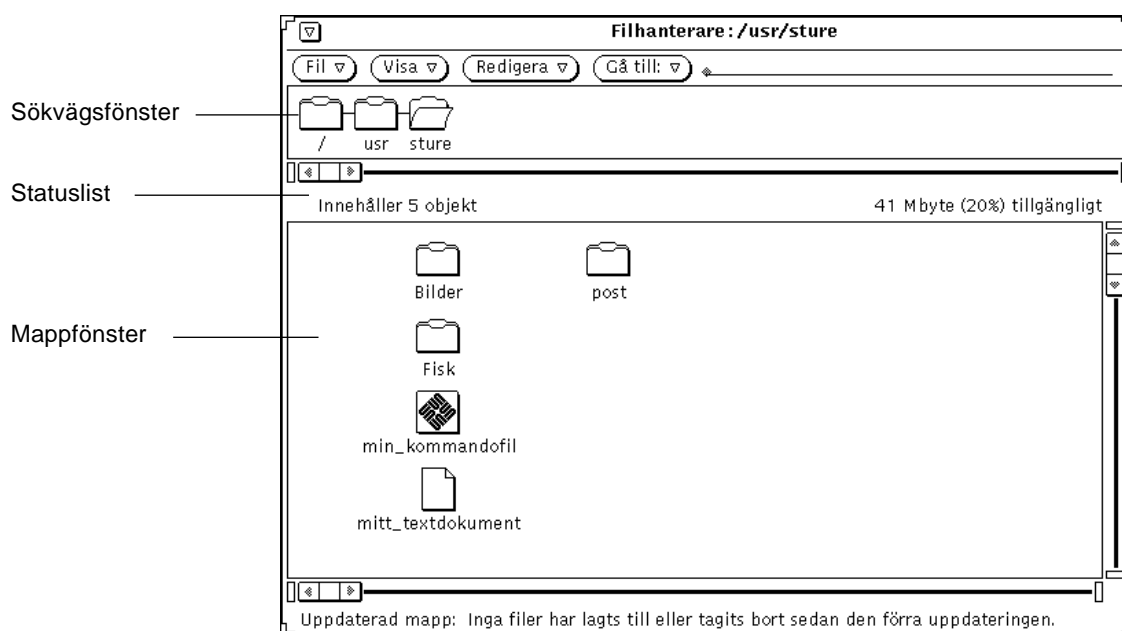 Filhanterare:/usr/sture
Fil Visa Redigera Gå till:
Sökvägsfönster
/ usr sture
Statuslist
Innehåller 5 objekt 41 Mbyte (20%) tillgängligt
Bilder post
Mappfönster
Fisk
min_kommandofil
mitt_textdokument
Uppdaterad mapp: Inga filer har lagts till eller tagits bort sedan den förra uppdateringen.